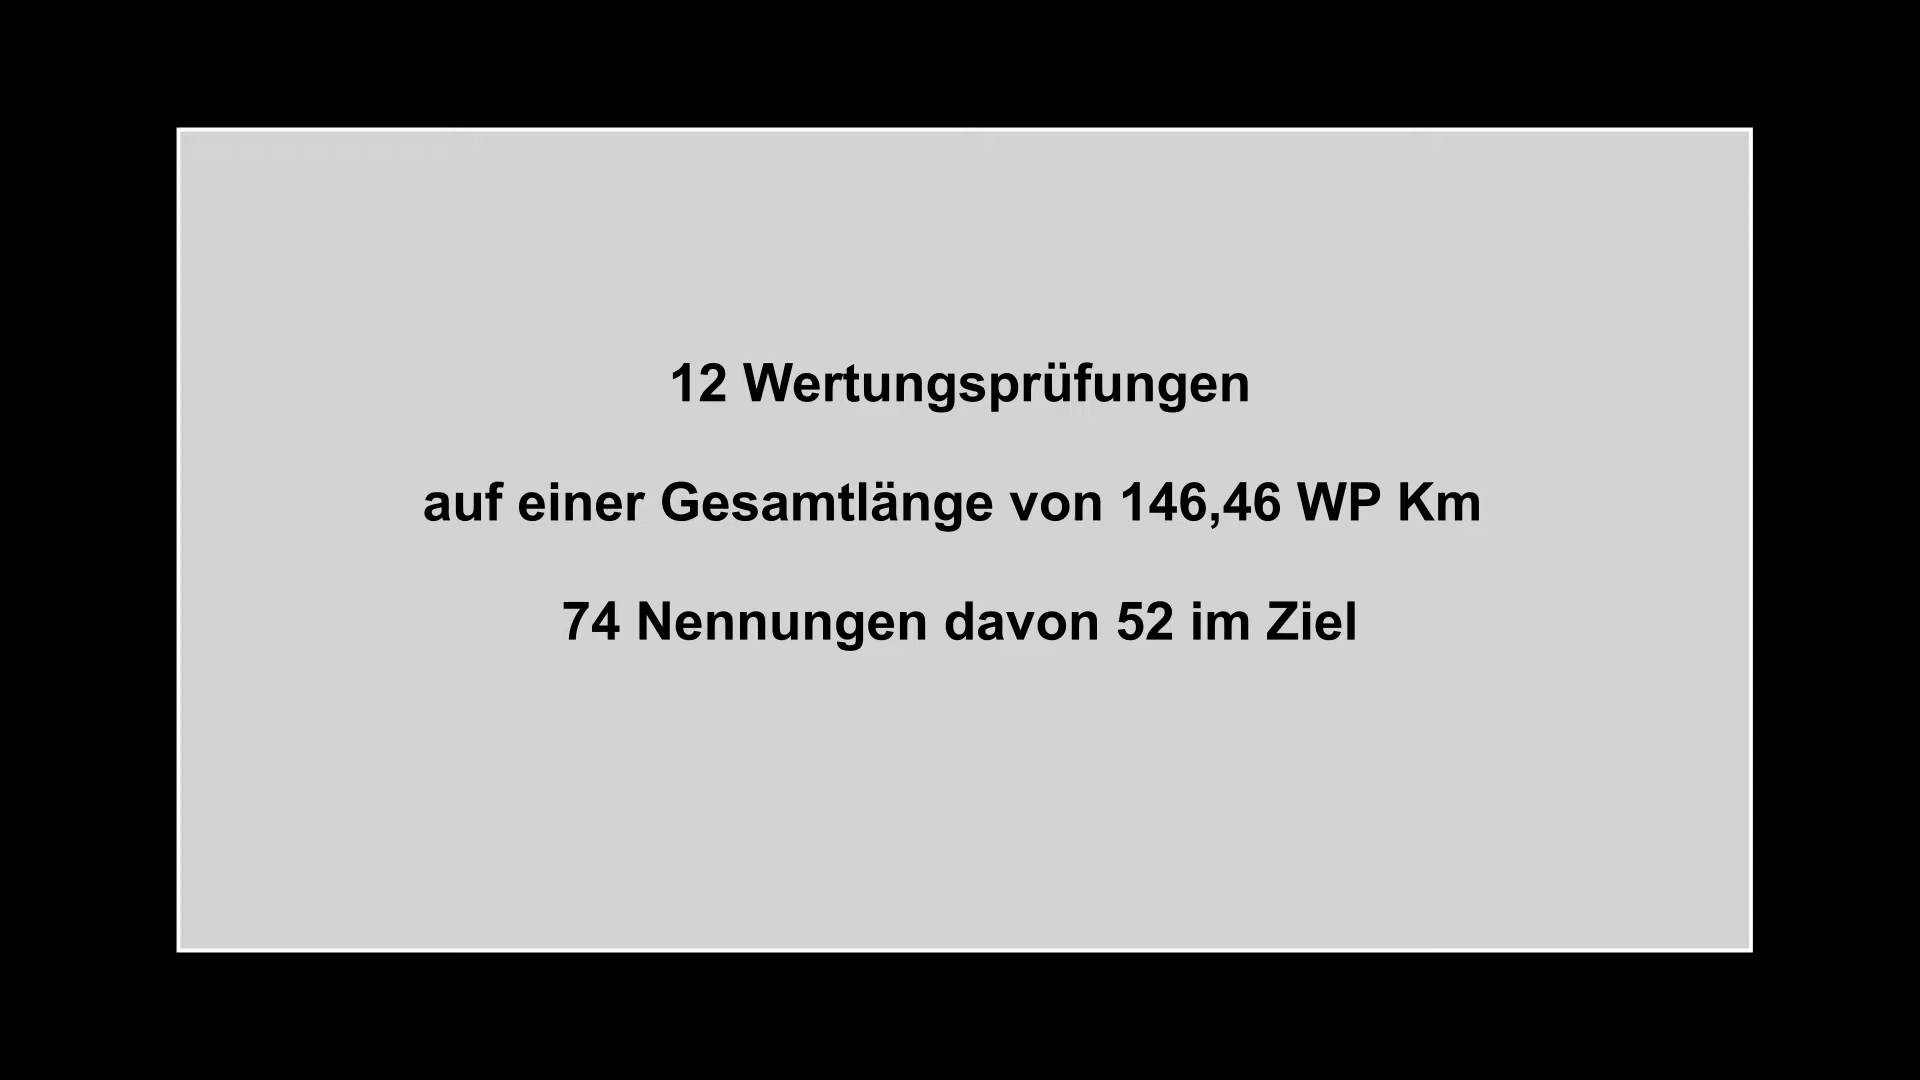 12 Wertungsprüfungen
auf einer Gesamtlänge von 146,46 WP Km
74 Nennungen davon 52 im Ziel